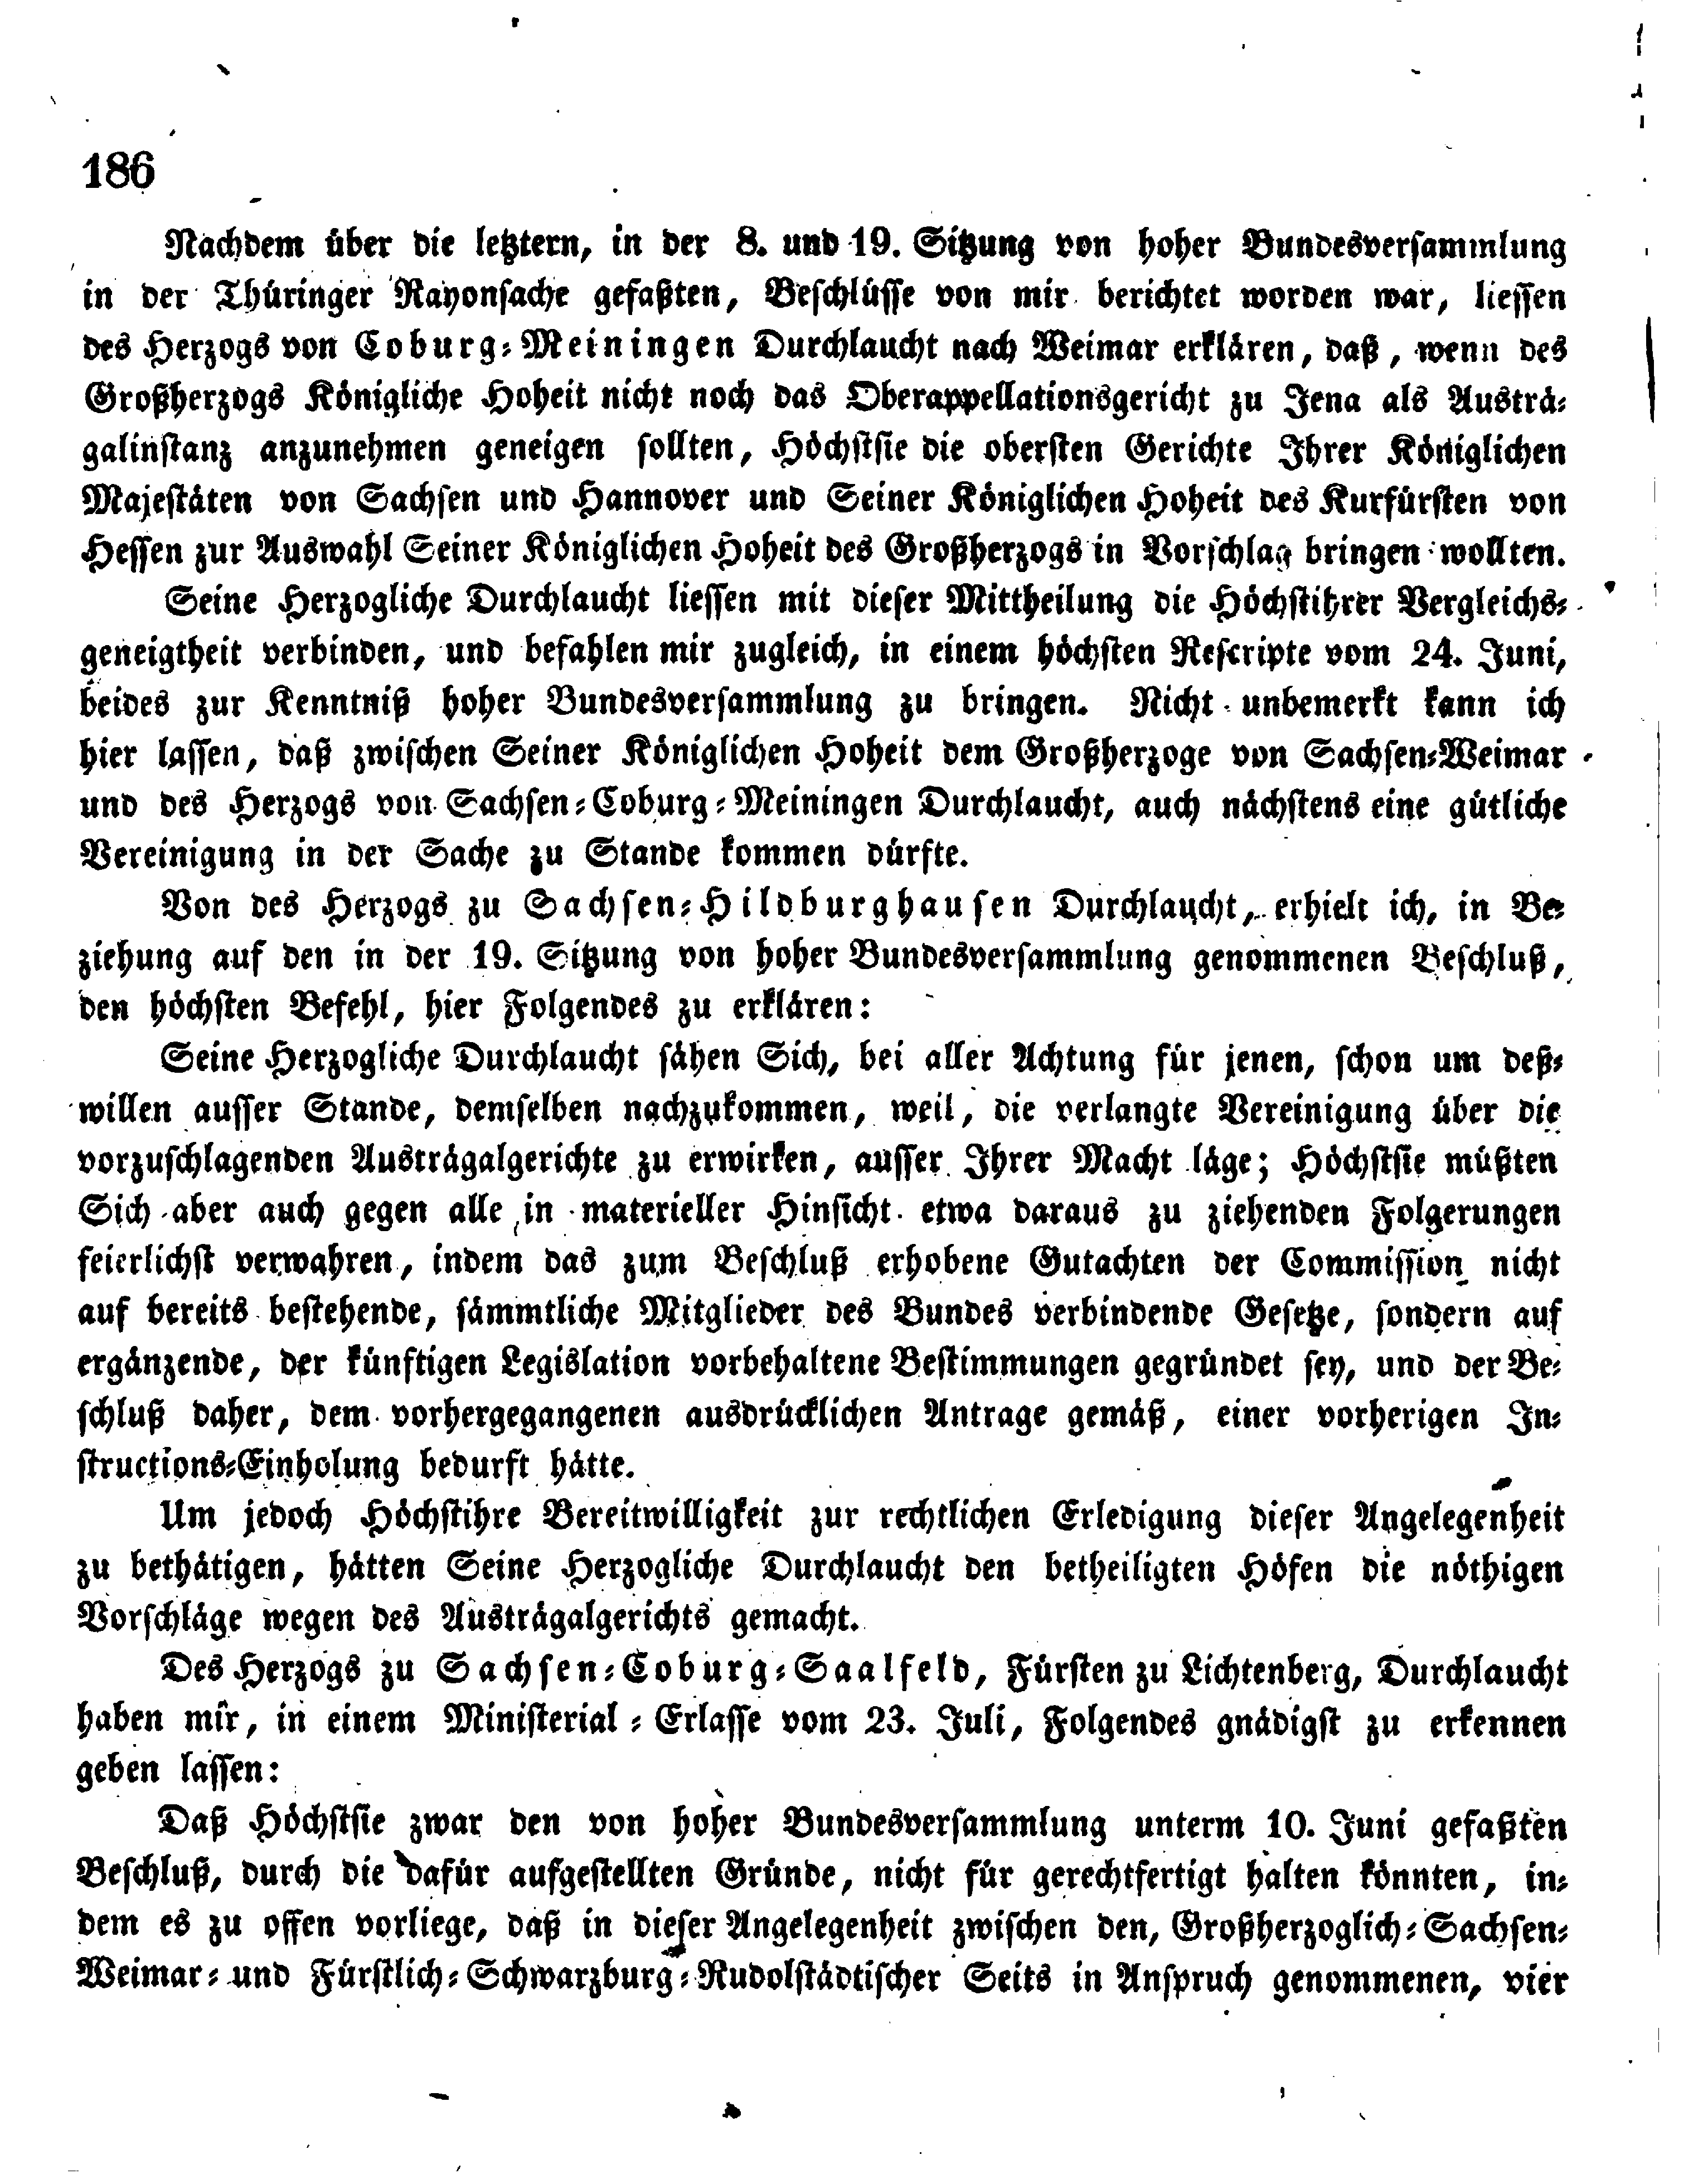 186
Nachdem über die letztern, in der 8. und 19. Sitzung von hoher Bundesversammlung
in der Thüringer Rayonsache gefaßten, Beschlüsse von mir berichtet worden war, liessen
des Herzogs von Coburg-Meiningen Durchlaucht nach Weimar erklären, daß, wenn des
Großherzogs Königliche Hoheit nicht noch das Oberappellationsgericht zu Jena als Austrä-
galinstanz anzunehmen geneigen sollten, Höchstsie die obersten Gerichte Ihrer Königlichen
Majestäten von Sachsen und Hannover und Seiner Königlichen Hoheit des Kurfürsten von
Hessen zur Auswahl Seiner Königlichen Hoheit des Großherzogs in Vorschlag bringen wollten.
Seine Herzogliche Durchlaucht liessen mit dieser Mittheilung die Höchstihrer Vergleichs-
geneigtheit verbinden, und befahlen mir zugleich, in einem höchsten Rescripte vom 24. Juni,
beides zur Kenntniß hoher Bundesversammlung zu bringen. Nicht unbemerkt kann ich
hier lassen, daß zwischen Seiner Königlichen Hoheit dem Großherzoge von Sachsen-Weimar
und des Herzogs von Sachsen-Coburg-Meiningen Durchlaucht, auch nächstens eine gütliche
Vereinigung in der Sache zu Stande kommen dürfte.
Von des Herzogs zu Sachsen-Hildburghausen Durchlaucht, erhielt ich, in Be-
ziehung auf den in der 19. Sitzung von hoher Bundesversammlung genommenen Beschluß,
den höchsten Befehl, hier Folgendes zu erklären:
Seine Herzogliche Durchlaucht sähen Sich, bei aller Achtung für jenen, schon um deß-
willen ausser Stande, demselben nachzukommen, weil, die verlangte Vereinigung über die
vorzuschlagenden Austrägalgerichte zu erwirken, ausser Ihrer Macht läge; Höchstsie müßten
Sich aber auch gegen alle in materieller Hinsicht etwa daraus zu ziehenden Folgerungen
feierlichst verwahren, indem das zum Beschluß erhobene Gutachten der Commission nicht
auf bereits bestehende, sämmtliche Mitglieder des Bundes verbindende Gesetze, sondern auf
ergänzende, der künftigen Legislation vorbehaltene Bestimmungen gegründet sey, und der Be-
schluß daher, dem vorhergegangenen ausdrücklichen Antrage gemäß, einer vorherigen In-
structions-Einholung bedurft hätte.
Um jedoch Höchstihre Bereitwilligkeit zur rechtlichen Erledigung dieser Angelegenheit
zu bethätigen, hätten Seine Herzogliche Durchlaucht den betheiligten Höfen die nöthigen
Vorschläge wegen des Austrägalgerichts gemacht.
Des Herzogs zu Sachsen-Coburg-Saalfeld, Fürsten zu Lichtenberg, Durchlaucht
haben mir, in einem Ministerial-Erlasse vom 23. Juli, Folgendes gnädigst zu erkennen
geben lassen:
Daß Höchstsie zwar den von hoher Bundesversammlung unterm 10. Juni gefaßten
Beschluß, durch die dafür aufgestellten Gründe, nicht für gerechtfertigt halten könnten, in-
dem es zu offen vorliege, daß in dieser Angelegenheit zwischen den, Großherzoglich-Sachsen-
Weimar- und Fürstlich-Schwarzburg-Rudolstädtischer Seits in Anspruch genommenen, vier